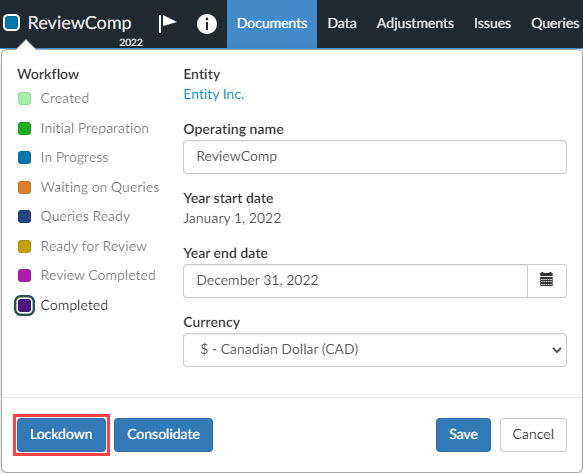 ReviewComp
2022
Documents Data Adjustments Issues Queries
Workflow
Created
Initial Preparation
In Progress
Waiting on Queries
Queries Ready
Ready for Review
Review Completed
Completed
Entity
Entity Inc.
Operating name
ReviewComp
Year start date
January 1, 2022
Year end date
December 31, 2022
Currency
$ - Canadian Dollar (CAD)
Lockdown Consolidate Save Cancel